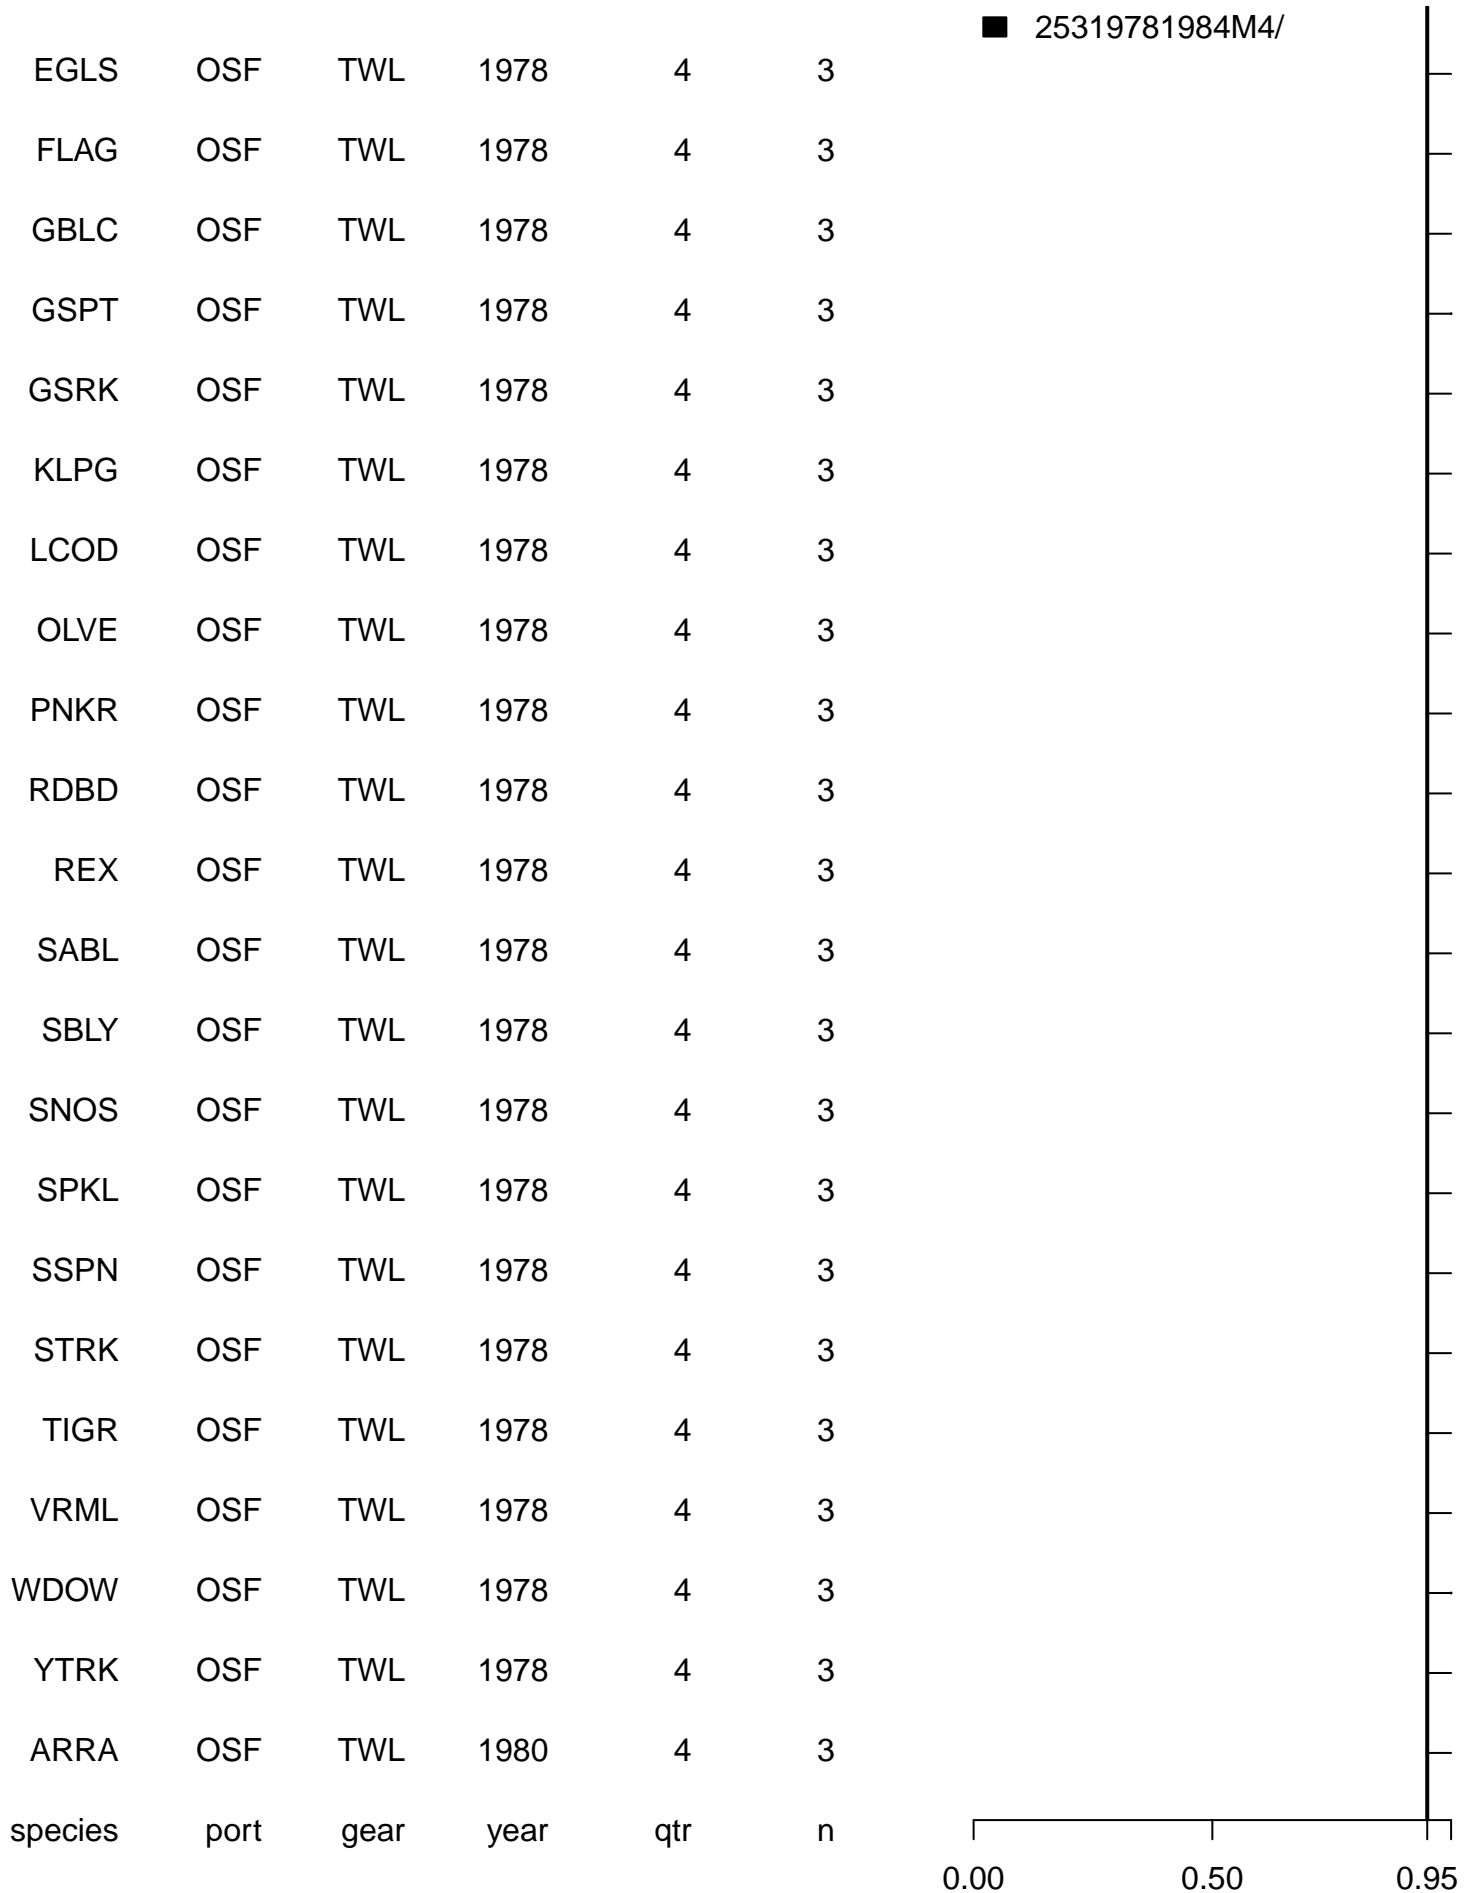 25319781984M4/
EGLS OSF TWL 1978 4 3
FLAG OSF TWL 1978 4 3
GBLC OSF TWL 1978 4 3
GSPT OSF TWL 1978 4 3
GSRK OSF TWL 1978 4 3
KLPG OSF TWL 1978 4 3
LCOD OSF TWL 1978 4 3
OLVE OSF TWL 1978 4 3
PNKR OSF TWL 1978 4 3
RDBD OSF TWL 1978 4 3
REX OSF TWL 1978 4 3
SABL OSF TWL 1978 4 3
SBLY OSF TWL 1978 4 3
SNOS OSF TWL 1978 4 3
SPKL OSF TWL 1978 4 3
SSPN OSF TWL 1978 4 3
STRK OSF TWL 1978 4 3
TIGR OSF TWL 1978 4 3
VRML OSF TWL 1978 4 3
WDOW OSF TWL 1978 4 3
YTRK OSF TWL 1978 4 3
ARRA OSF TWL 1980 4 3
species port gear year qtr n
0.00 0.50 0.95